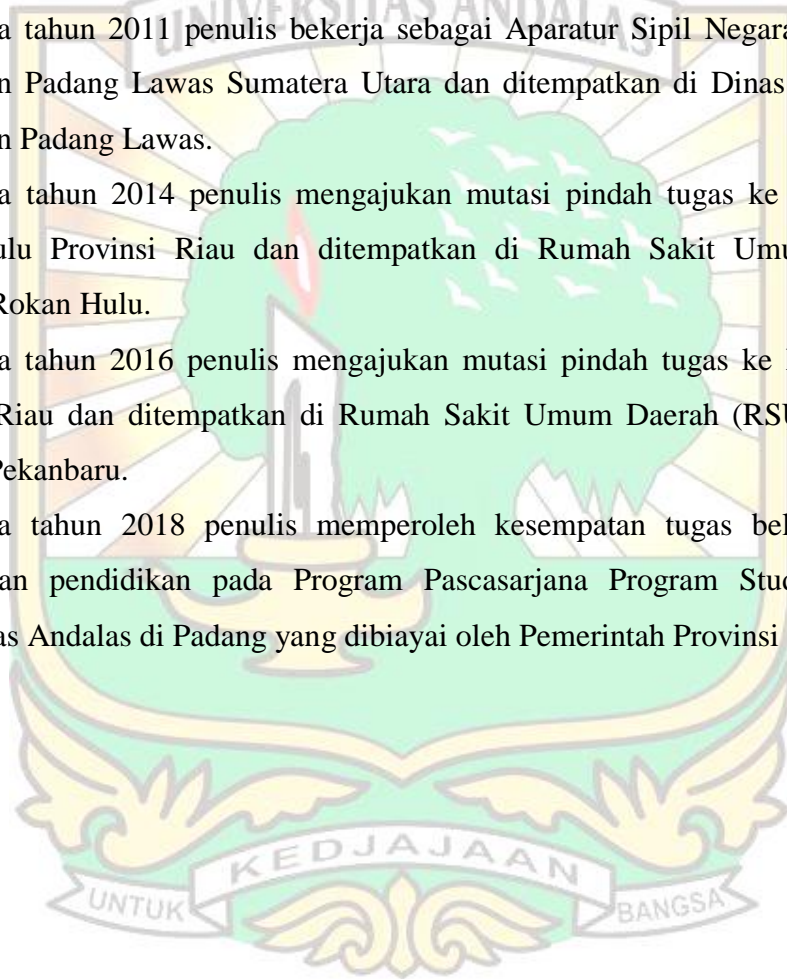 UNIVERSITAS ANDALAS
a tahun 2011 penulis bekerja sebagai Aparatur Sipil Negara
n Padang Lawas Sumatera Utara dan ditempatkan di Dinas
n Padang Lawas.
a tahun 2014 penulis mengajukan mutasi pindah tugas ke
ulu Provinsi Riau dan ditempatkan di Rumah Sakit Umu
Rokan Hulu.
a tahun 2016 penulis mengajukan mutasi pindah tugas ke
Riau dan ditempatkan di Rumah Sakit Umum Daerah (RSU
Pekanbaru.
a tahun 2018 penulis memperoleh kesempatan tugas bel
an pendidikan pada Program Pascasarjana Program Stud
as Andalas di Padang yang dibiayai oleh Pemerintah Provinsi
KEDJAJAAN
UNTUK BANGSA